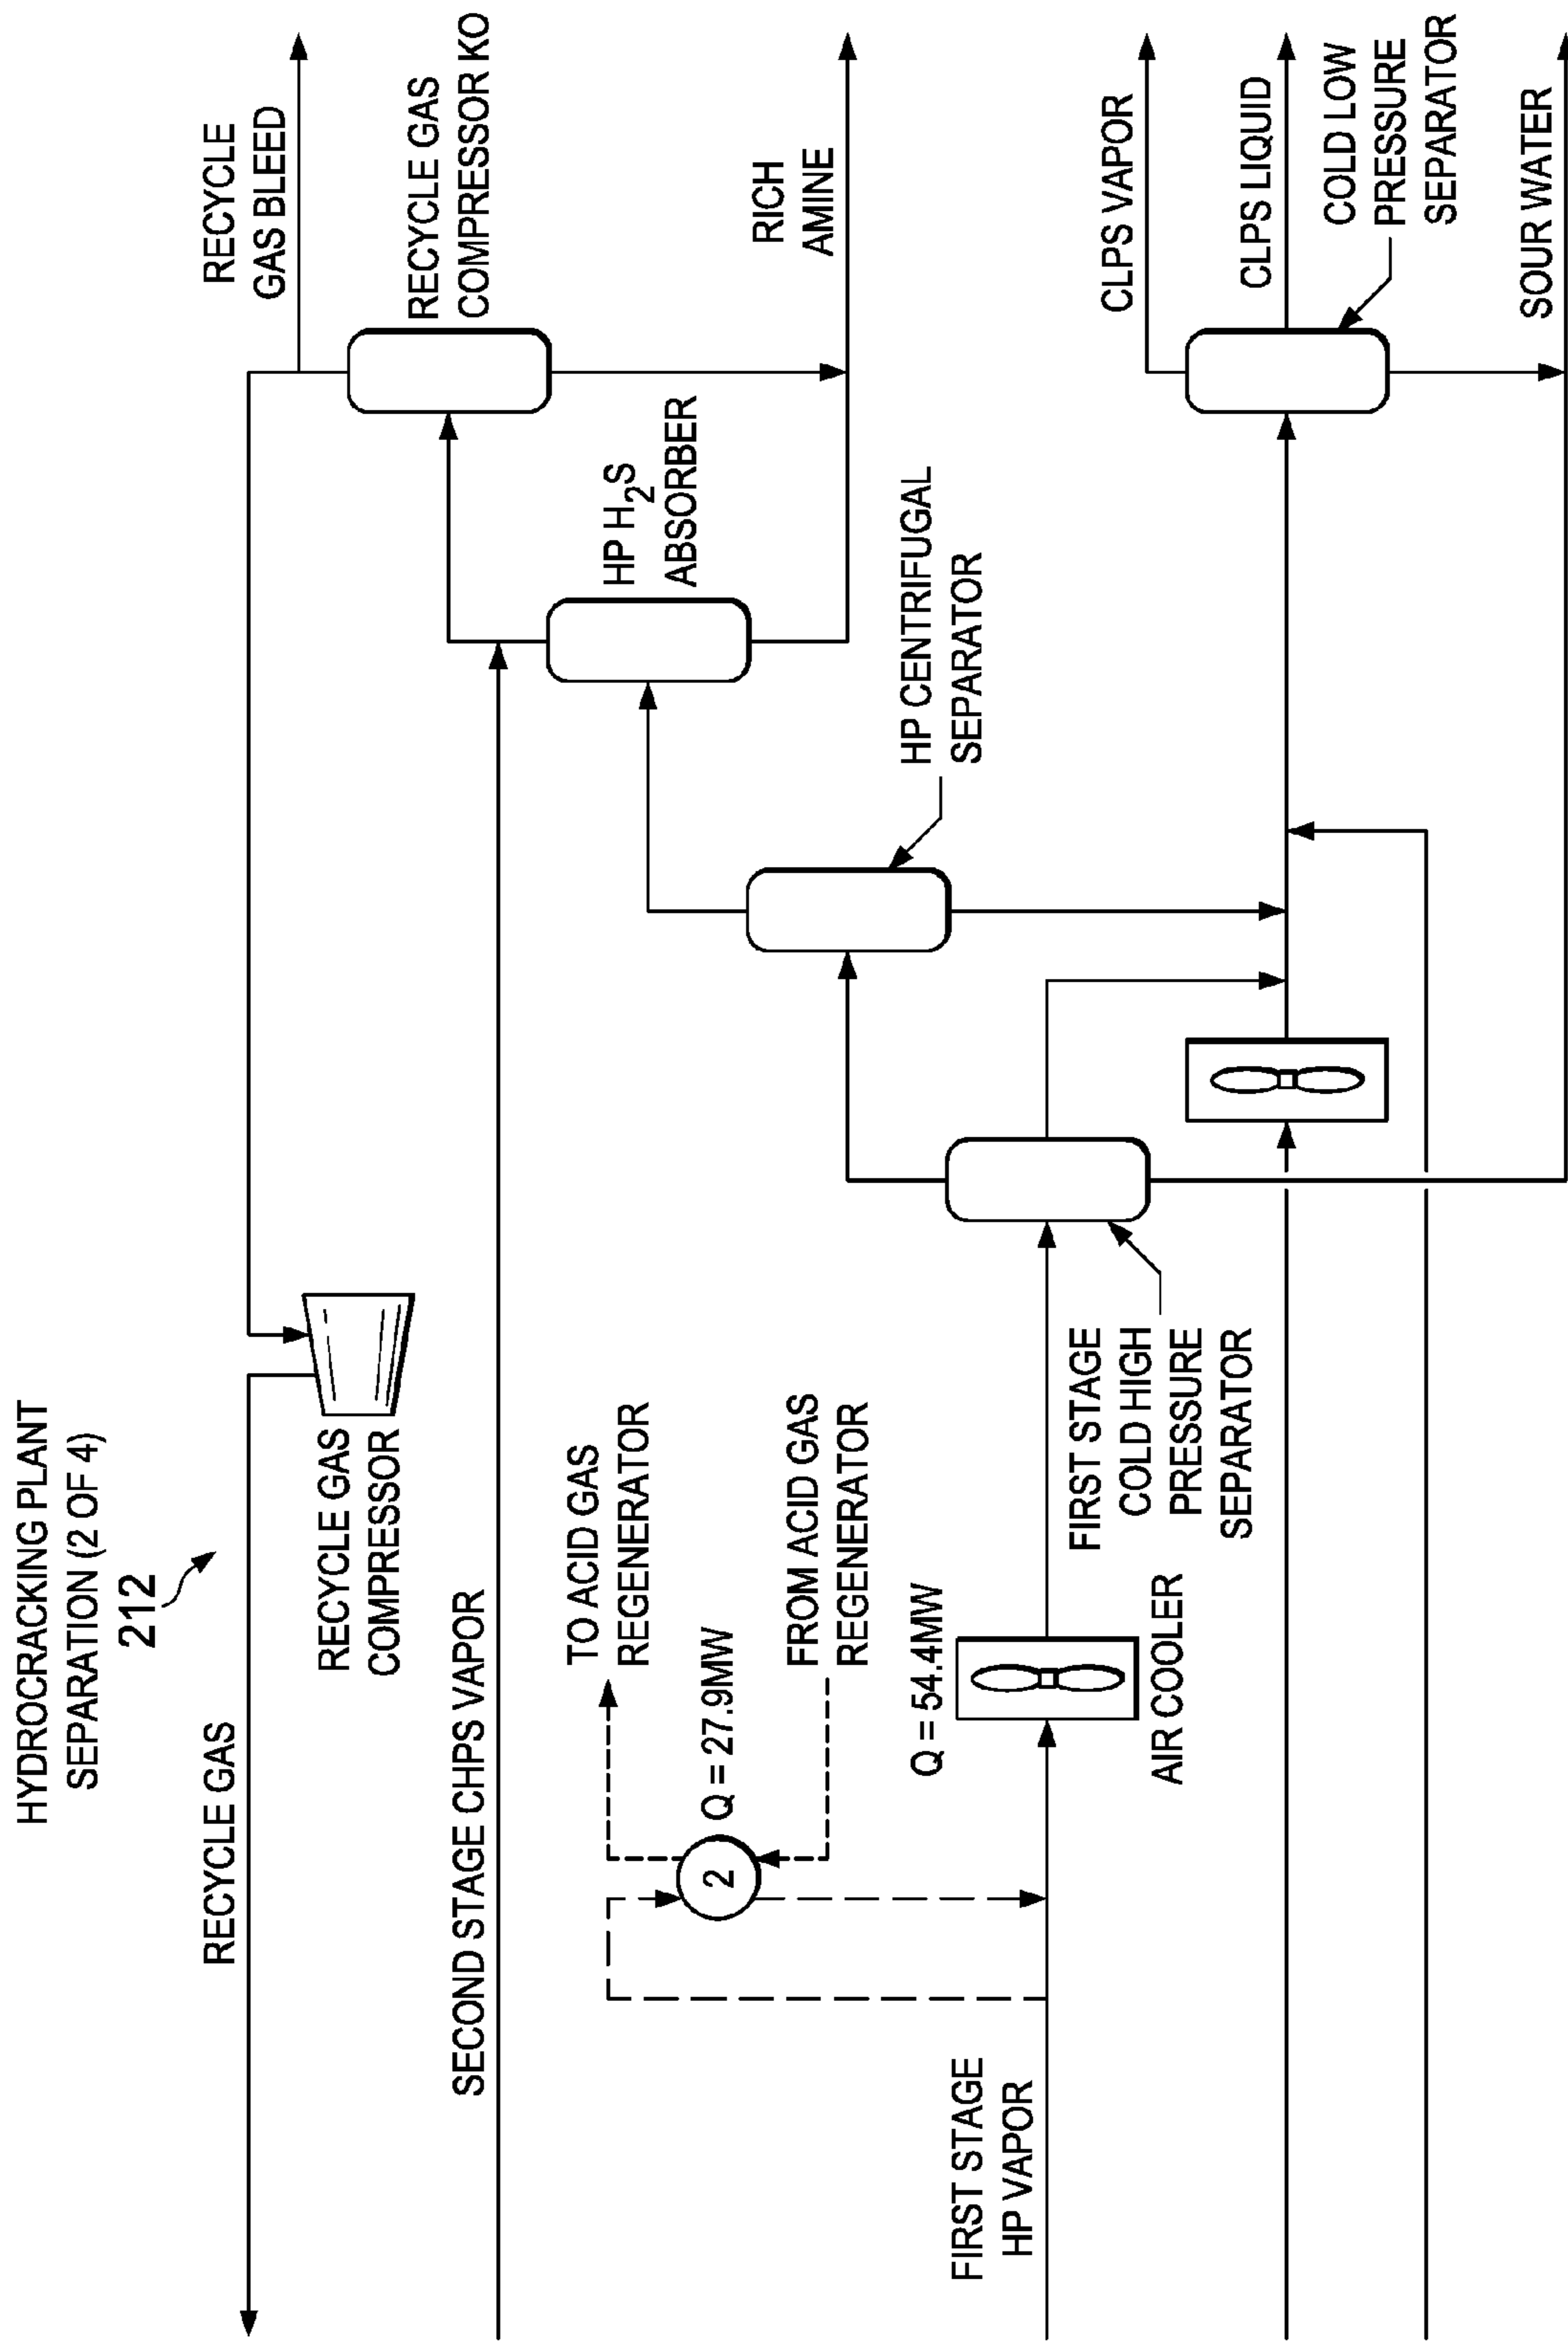 HYDROCRACKING PLANT
SEPARATION (2 OF 4)
212
RECYCLE GAS
RECYCLE GAS
COMPRESSOR
RECYCLE
GAS BLEED
RECYCLE GAS
COMPRESSOR KO
SECOND STAGE CHPS VAPOR
HP H2S
ABSORBER
RICH
AMINE
TO ACID GAS
REGENERATOR
2
Q = 27.9MW
FROM ACID GAS
REGENERATOR
HP CENTRIFUGAL
SEPARATOR
FIRST STAGE
HP VAPOR
Q = 54.4MW
AIR COOLER
FIRST STAGE
COLD HIGH
PRESSURE
SEPARATOR
CLPS VAPOR
CLPS LIQUID
COLD LOW
PRESSURE
SEPARATOR
SOUR WATER